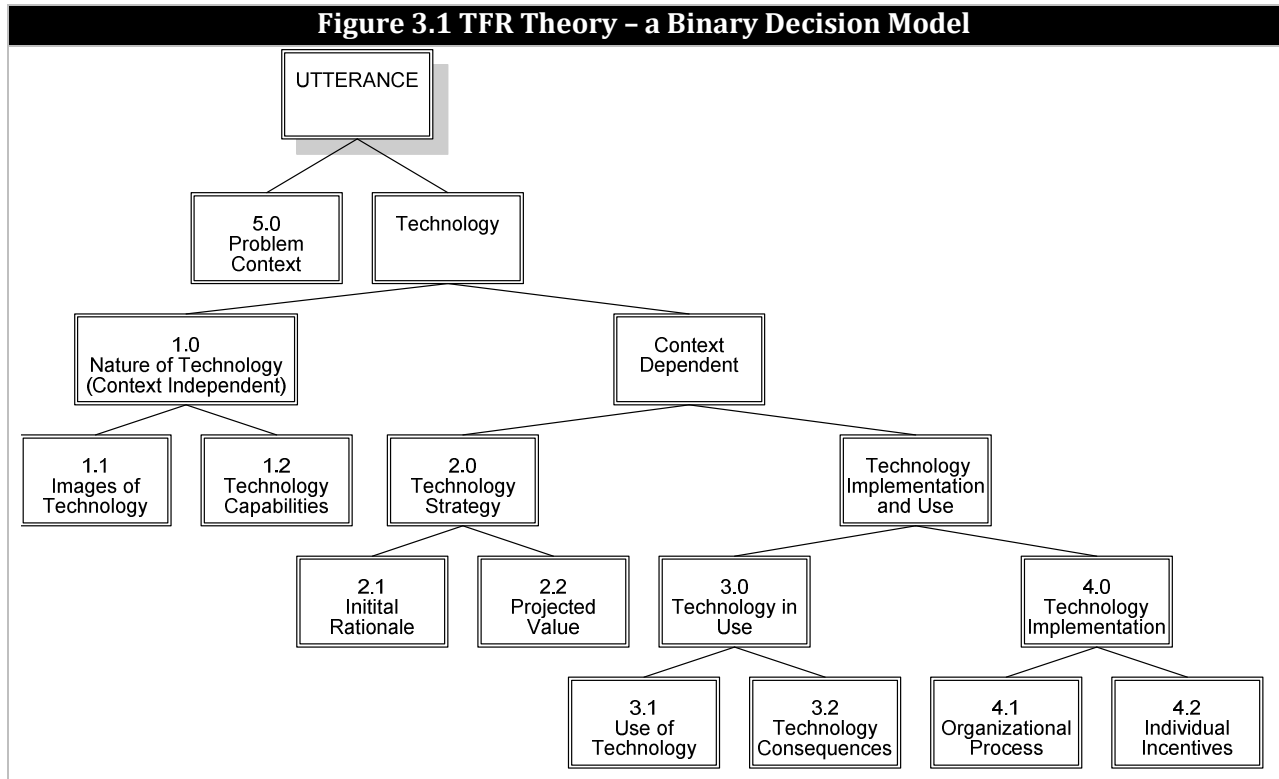 Figure 3.1 TFR Theory – a Binary Decision Model
UTTERANCE
5.0
Problem
Context
Technology
1.0
Nature of Technology
(Context Independent)
Context
Dependent
1.1
Images of
Technology
1.2
Technology
Capabilities
2.0
Technology
Strategy
Technology
Implementation
and Use
2.1
Initital
Rationale
2.2
Projected
Value
3.0
Technology in
Use
4.0
Technology
Implementation
3.1
Use of
Technology
3.2
Technology
Consequences
4.1
Organizational
Process
4.2
Individual
Incentives